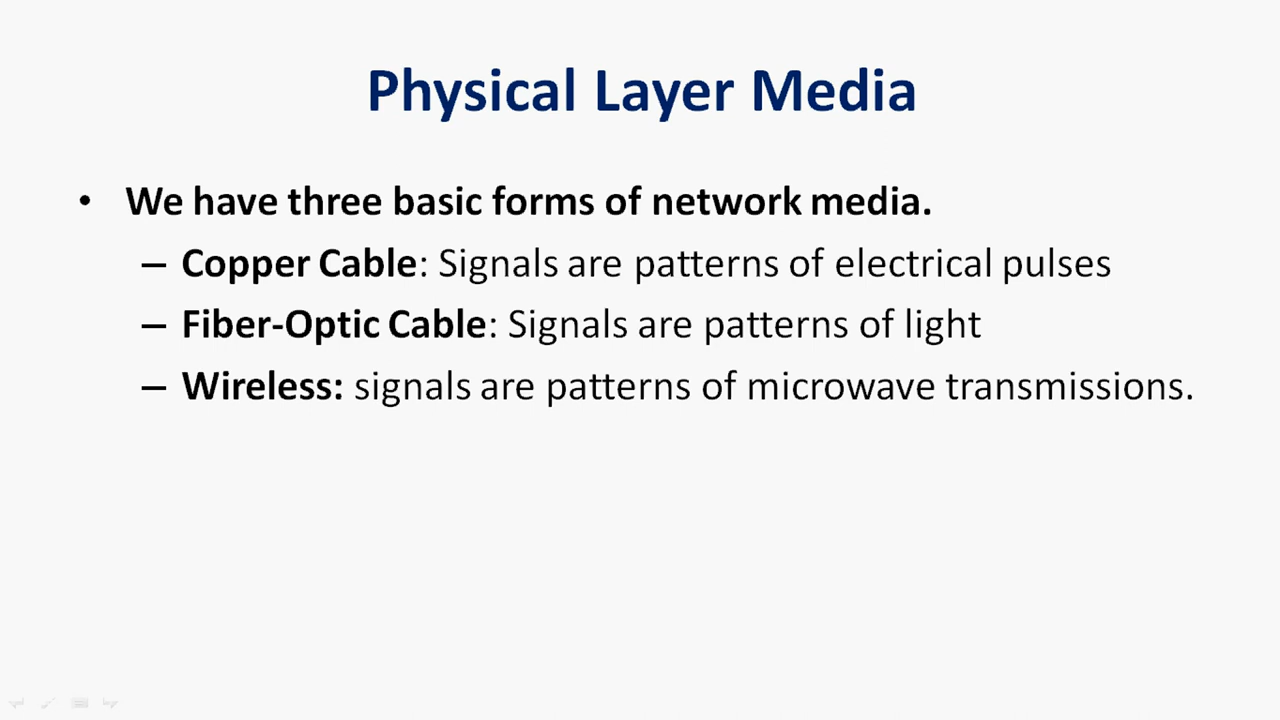 Physical Layer Media
• We have three basic forms of network media.
– Copper Cable: Signals are patterns of electrical pulses
– Fiber-Optic Cable: Signals are patterns of light
– Wireless: signals are patterns of microwave transmissions.